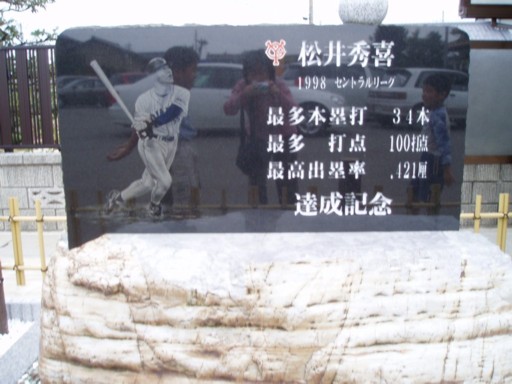 松井秀喜
1998 セントラルリーグ
最多本塁打 34本
最多 打点 100打点
最高出塁率 .421厘
達成記念